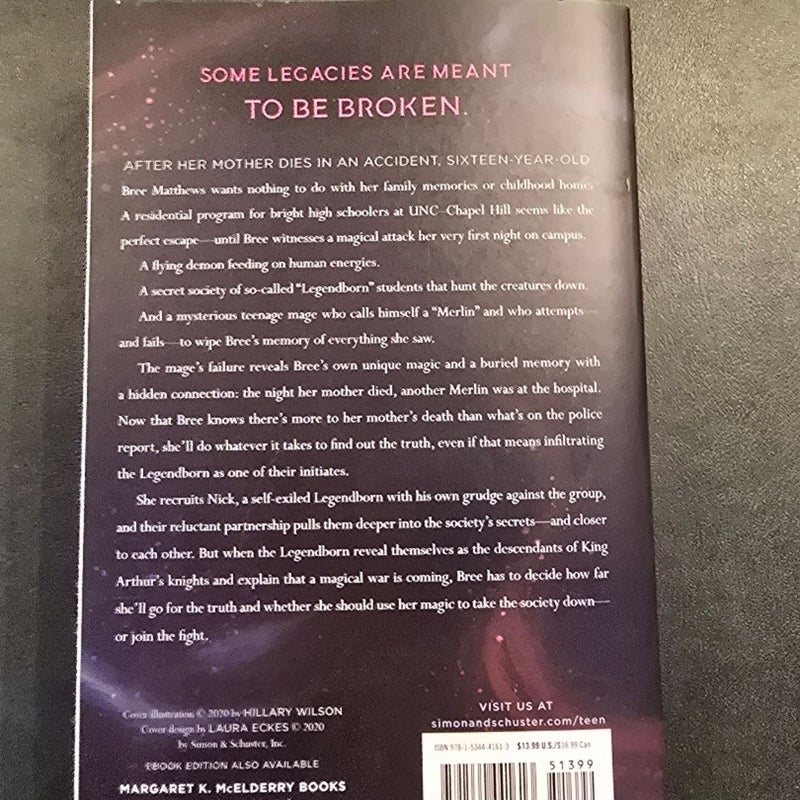 SOME LEGACIES ARE MEANT
TO BE BROKEN.
AFTER HER MOTHER DIES IN AN ACCIDENT, SIXTEEN-YEAR-OLD
Bree Matthews wants nothing to do with her family memories or childhood home.
A residential program for bright high schoolers at UNC–Chapel Hill seems like the
perfect escape—until Bree witnesses a magical attack her very first night on campus.
A flying demon feeding on human energies.
A secret society of so-called “Legendborn” students that hunt the creatures down.
And a mysterious teenage mage who calls himself a “Merlin” and who attempts—
and fails—to wipe Bree’s memory of everything she saw.
The mage’s failure reveals Bree’s own unique magic and a buried memory with
a hidden connection: the night her mother died, another Merlin was at the hospital.
Now that Bree knows there’s more to her mother’s death than what’s on the police
report, she’ll do whatever it takes to find out the truth, even if that means infiltrating
the Legendborn as one of their initiates.
She recruits Nick, a self-exiled Legendborn with his own grudge against the group,
and their reluctant partnership pulls them deeper into the society’s secrets—and closer
to each other. But when the Legendborn reveal themselves as the descendants of King
Arthur’s knights and explain that a magical war is coming, Bree has to decide how far
she’ll go for the truth and whether she should use her magic to take the society down—
or join the fight.
Cover illustration © 2020 by HILLARY WILSON
Cover design by LAURA ECKES © 2020
by Simon & Schuster, Inc.
EBOOK EDITION ALSO AVAILABLE
MARGARET K. McELDERRY BOOKS
VISIT US AT
simonandschuster.com/teen
ISBN 978-1-5344-4161-3 $13.99 U.S./$16.99 Can
51399